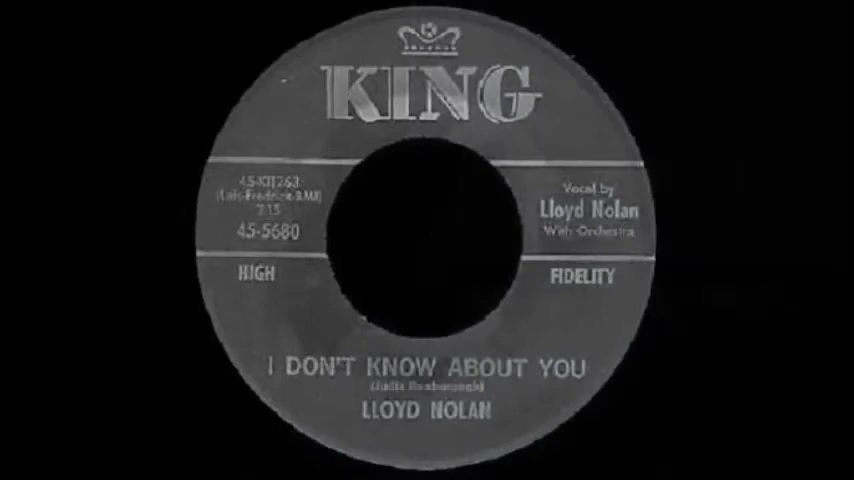 KING
45-K11263
2:15
45-5680
Vocal by
Lloyd Nolan
With Orchestra
HIGH
FIDELITY
I DON'T KNOW ABOUT YOU
LLOYD NOLAN